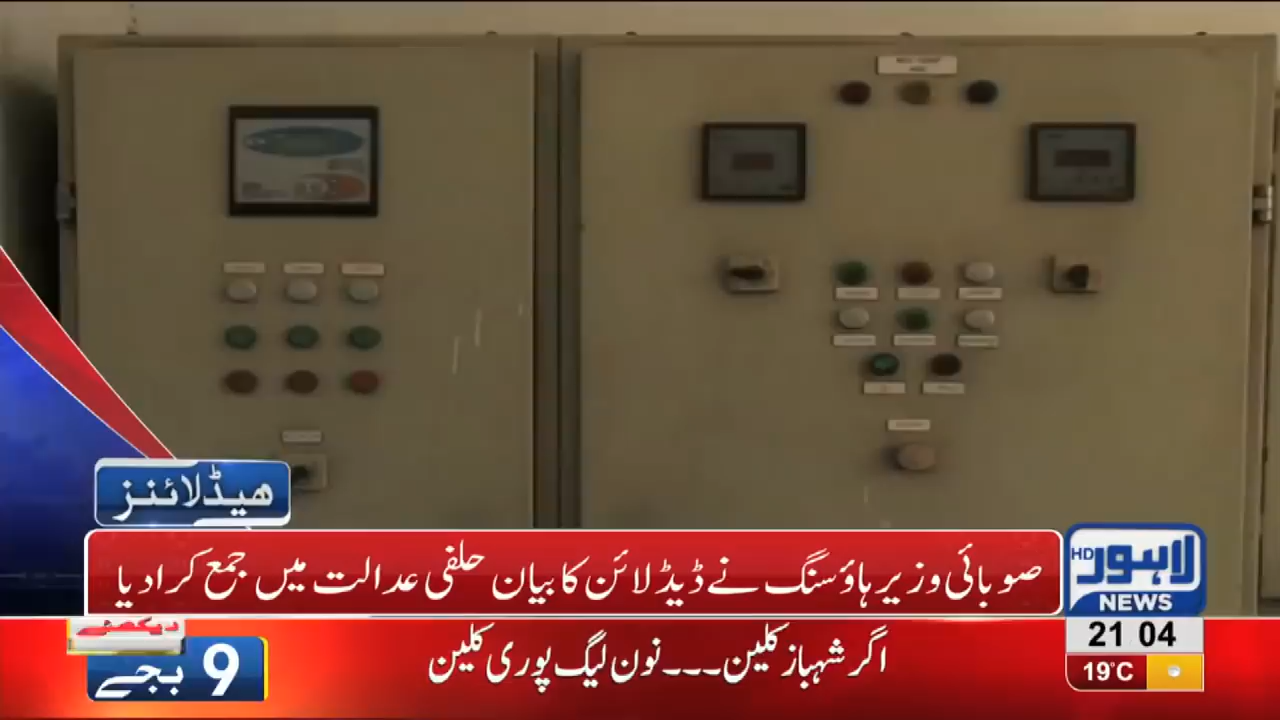 ھیڈلائنز
صوبائی وزیر ہاؤسنگ نے ڈیڈ لائن کا بیان حلفی عدالت میں جمع کرا دیا
HD
لاہور
NEWS
21 04
19°C
دیکھئے
9 بجے
اگر شہباز کلین ۔۔۔ نون لیگ پوری کلین